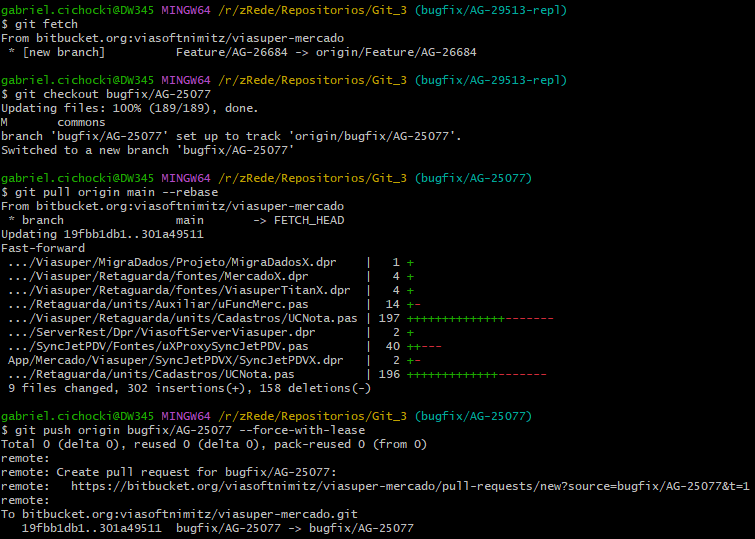 gabriel.cichocki@DW345 MINGW64 /r/zRede/Repositorios/Git_3 (bugfix/AG-29513-repl)
$ git fetch
From bitbucket.org:viasoftnimitz/viasuper-mercado
 * [new branch]          Feature/AG-26684 -> origin/Feature/AG-26684

gabriel.cichocki@DW345 MINGW64 /r/zRede/Repositorios/Git_3 (bugfix/AG-29513-repl)
$ git checkout bugfix/AG-25077
Updating files: 100% (189/189), done.
M       commons
branch 'bugfix/AG-25077' set up to track 'origin/bugfix/AG-25077'.
Switched to a new branch 'bugfix/AG-25077'

gabriel.cichocki@DW345 MINGW64 /r/zRede/Repositorios/Git_3 (bugfix/AG-25077)
$ git pull origin main --rebase
From bitbucket.org:viasoftnimitz/viasuper-mercado
 * branch                main       -> FETCH_HEAD
Updating 19fbb1db1..301a49511
Fast-forward
 .../Viasuper/MigraDados/Projeto/MigraDadosX.dpr    |   1 +
 .../Viasuper/Retaguarda/fontes/MercadoX.dpr        |   4 +
 .../Viasuper/Retaguarda/fontes/ViasuperTitanX.dpr  |   4 +
 .../Retaguarda/units/Auxiliar/uFuncMerc.pas        |  14 +-
 .../Viasuper/Retaguarda/units/Cadastros/UCNota.pas | 197 ++++++++++++++-------
 .../ServerRest/Dpr/ViasoftServerViasuper.dpr       |   2 +
 .../SyncJetPDV/Fontes/uXProxySyncJetPDV.pas        |  40 ++---
 App/Mercado/Viasuper/SyncJetPDVX/SyncJetPDVX.dpr   |   2 +-
 .../Retaguarda/units/Cadastros/UCNota.pas          | 196 +++++++++++++-------
 9 files changed, 302 insertions(+), 158 deletions(-)

gabriel.cichocki@DW345 MINGW64 /r/zRede/Repositorios/Git_3 (bugfix/AG-25077)
$ git push origin bugfix/AG-25077 --force-with-lease
Total 0 (delta 0), reused 0 (delta 0), pack-reused 0 (from 0)
remote:
remote: Create pull request for bugfix/AG-25077:
remote:   https://bitbucket.org/viasoftnimitz/viasuper-mercado/pull-requests/new?source=bugfix/AG-25077&t=1
remote:
To bitbucket.org:viasoftnimitz/viasuper-mercado.git
   19fbb1db1..301a49511  bugfix/AG-25077 -> bugfix/AG-25077